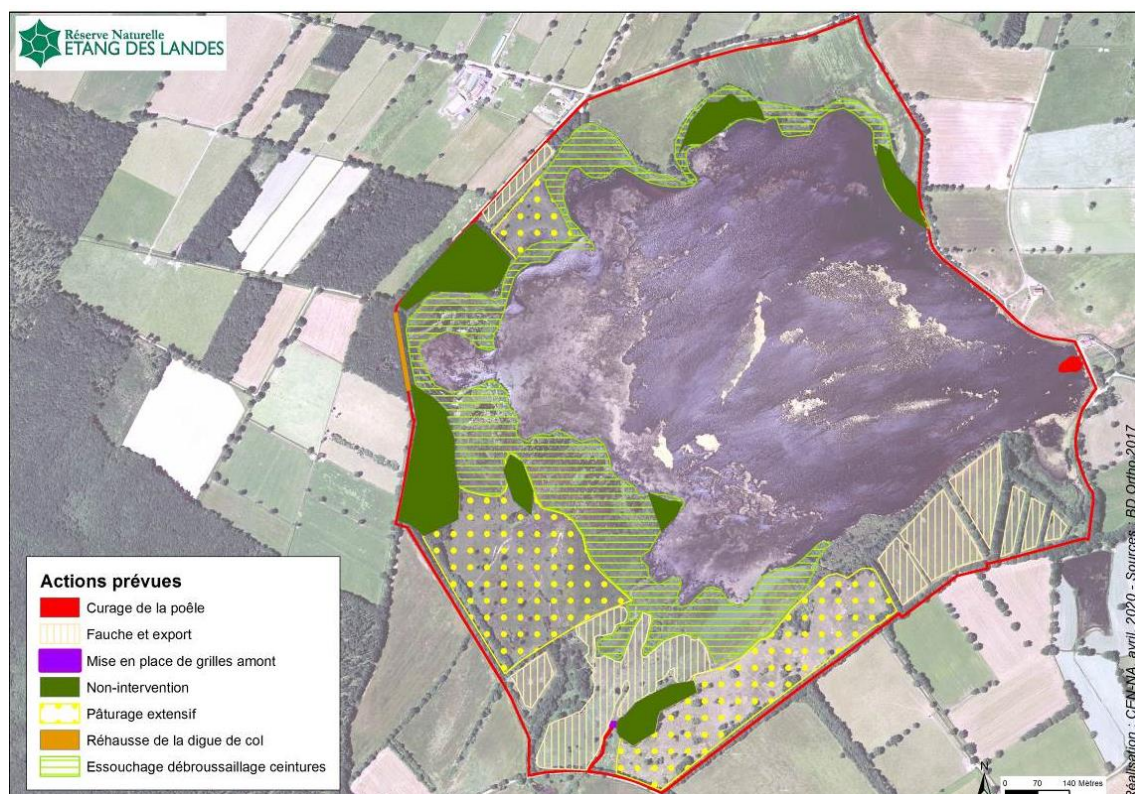 Réserve Naturelle
ETANG DES LANDES
Actions prévues
Curage de la poêle
Fauche et export
Mise en place de grilles amont
Non-intervention
Pâturage extensif
Réhausse de la digue de col
Essouchage débroussaillage ceintures
N
0 70 140 Mètres
Réalisation : CEN-NA, avril, 2020 - Sources : BD Ortho 2017